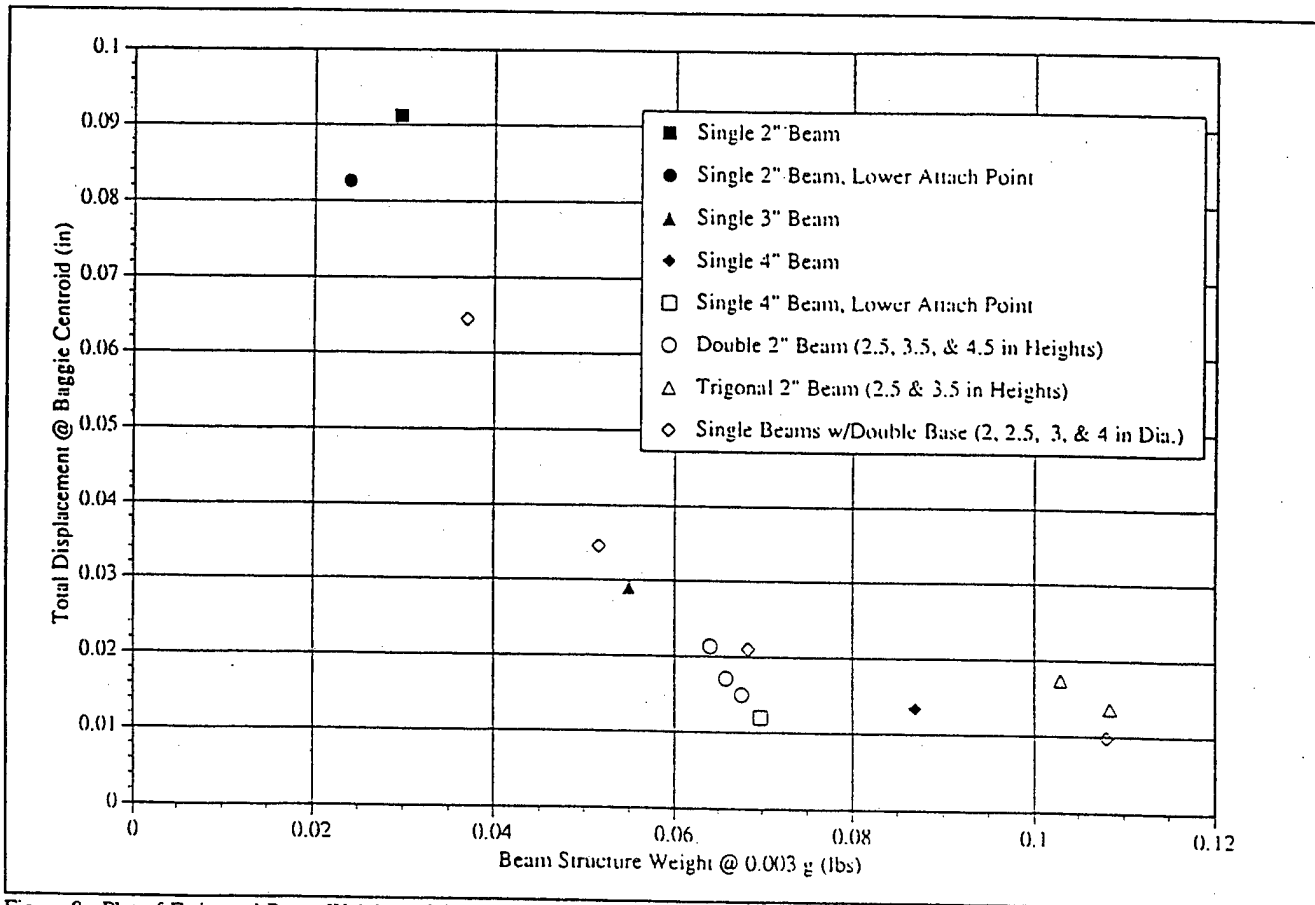 0.1
0.09
0.08
0.07
0.06
0.05
0.04
0.03
0.02
0.01
0
Total Displacement @ Baggie Centroid (in)
Single 2" Beam
Single 2" Beam, Lower Attach Point
Single 3" Beam
Single 4" Beam
Single 4" Beam, Lower Attach Point
Double 2" Beam (2.5, 3.5, & 4.5 in Heights)
Trigonal 2" Beam (2.5 & 3.5 in Heights)
Single Beams w/Double Base (2, 2.5, 3, & 4 in Dia.)
0 0.02 0.04 0.06 0.08 0.1 0.12
Beam Structure Weight @ 0.003 g (lbs)